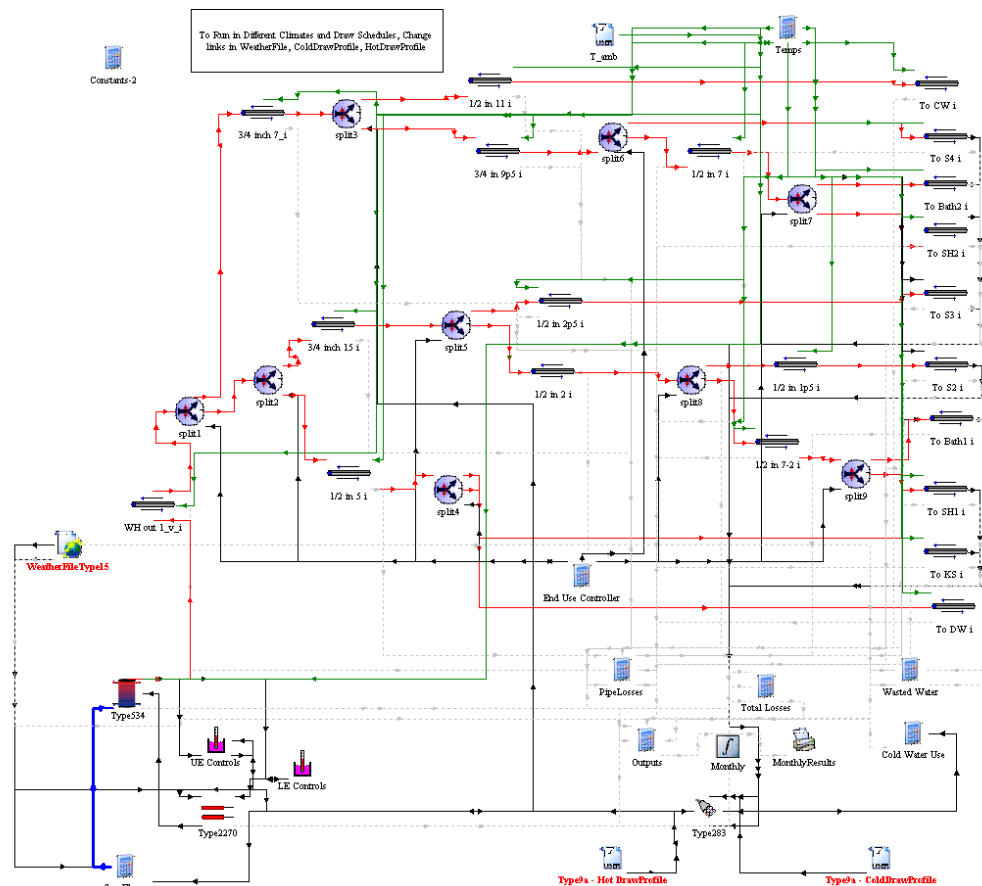 To Run in Different Climates and Draw Schedules, Change
links in WeatherFile, ColdDrawProfile, HotDrawProfile
T_amb
Temps
Constants-2
1/2 in 11 i
To CW i
3/4 inch 7_i
split3
split6
3/4 in 9p5 i
1/2 in 7 i
To S4 i
To Bath2 i
split7
To SH2 i
1/2 in 2p5 i
To S3 i
3/4 inch 15 i
split5
split2
1/2 in 2 i
split8
1/2 in 1p5 i
To S2 i
split1
To Bath1 i
1/2 in 7-2 i
1/2 in 5 i
split4
split9
To SH1 i
WH out 1_v_i
WeatherFileType15
To KS i
End Use Controller
To DW i
PipeLosses
Wasted Water
Total Losses
Type534
UE Controls
LE Controls
Outputs
Monthly
MonthlyResults
Cold Water Use
Type2270
Type283
Type9a - Hot DrawProfile
Type9a - ColdDrawProfile